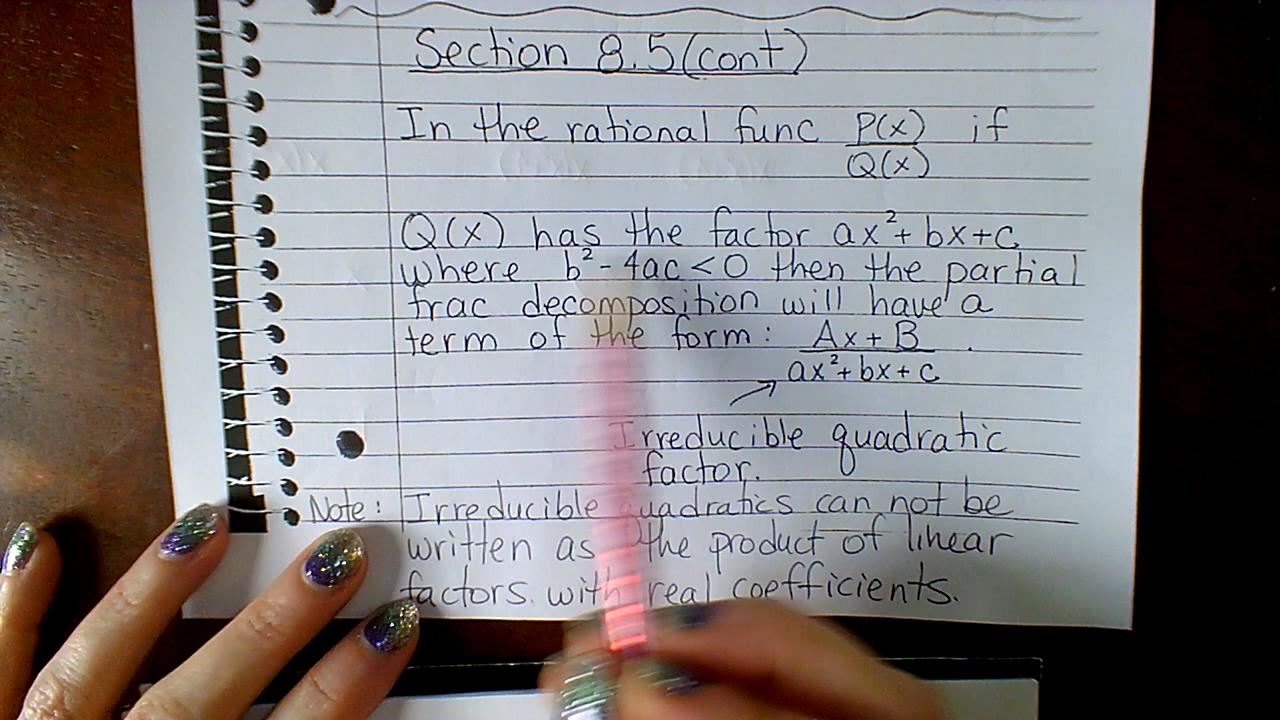 Section 8.5 (cont)
In the rational func P(x)/Q(x) if
Q(x) has the factor ax²+ bx+c
where b² - 4ac < 0 then the partial
frac decomposition will have a
term of the form: Ax + B / ax²+ bx + c .
Irreducible quadratic
factor.
Note: Irreducible quadratics can not be
written as the product of linear
factors with real coefficients.